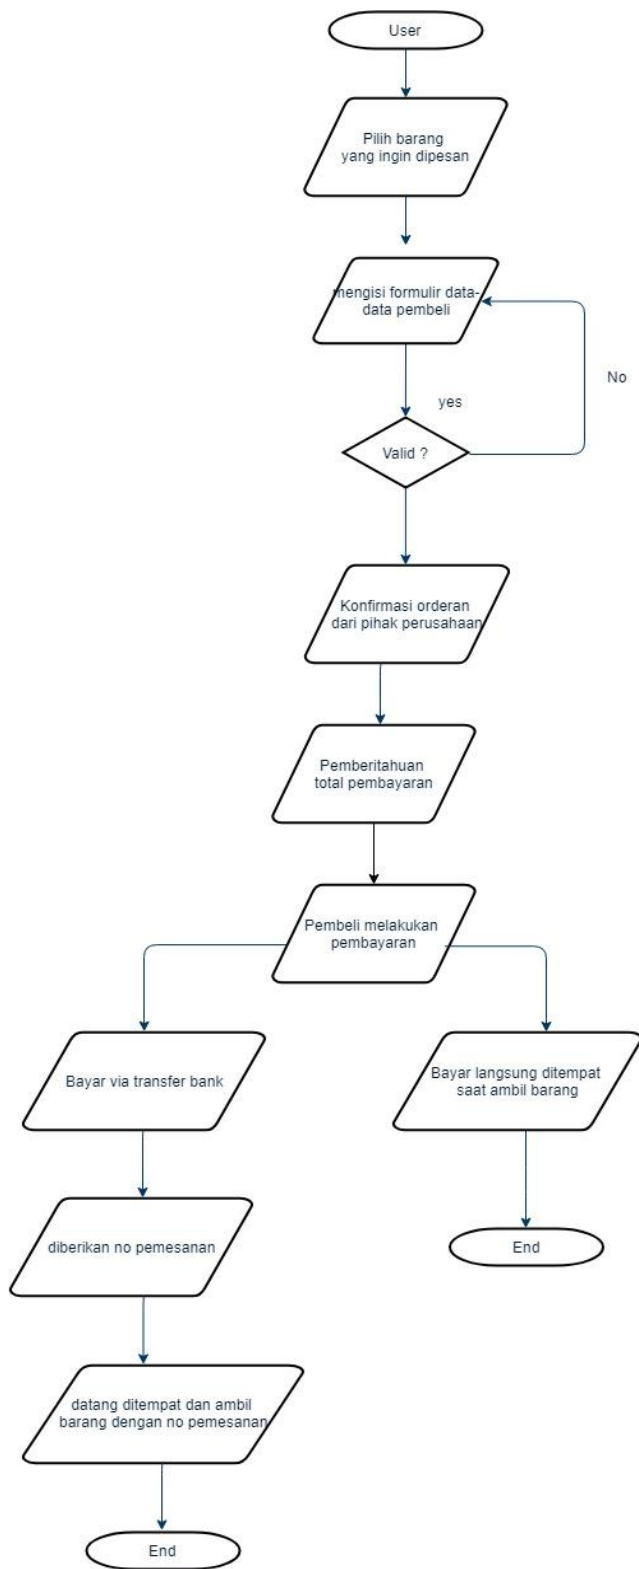 User
Pilih barang
yang ingin dipesan
mengisi formulir data-
data pembeli
No
yes
Valid ?
Konfirmasi orderan
dari pihak perusahaan
Pemberitahuan
total pembayaran
Pembeli melakukan
pembayaran
Bayar via transfer bank
Bayar langsung ditempat
saat ambil barang
diberikan no pemesanan
End
datang ditempat dan ambil
barang dengan no pemesanan
End